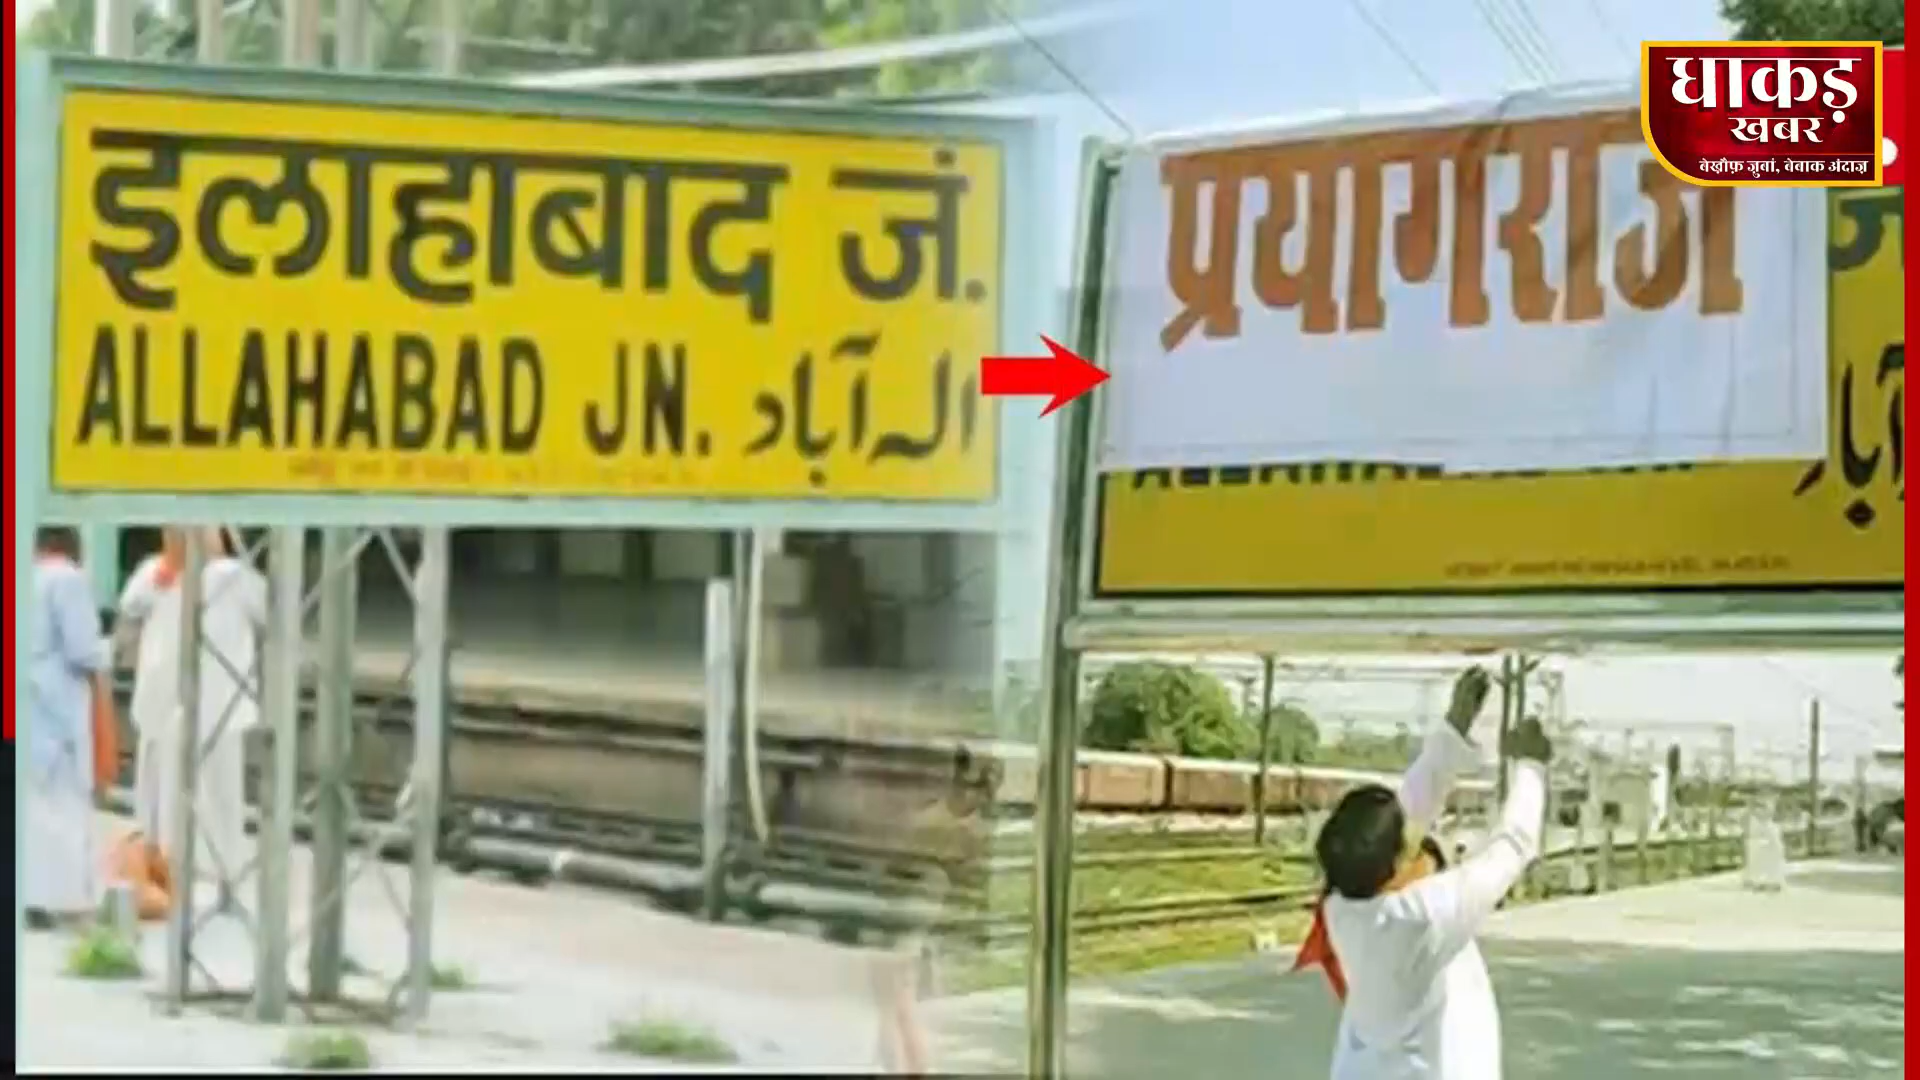 इलाहाबाद जं.
ALLAHABAD JN. الہ آباد
प्रयागराज
धाकड़
खबर
बेख़ौफ़ जुबां, बेबाक अंदाज़